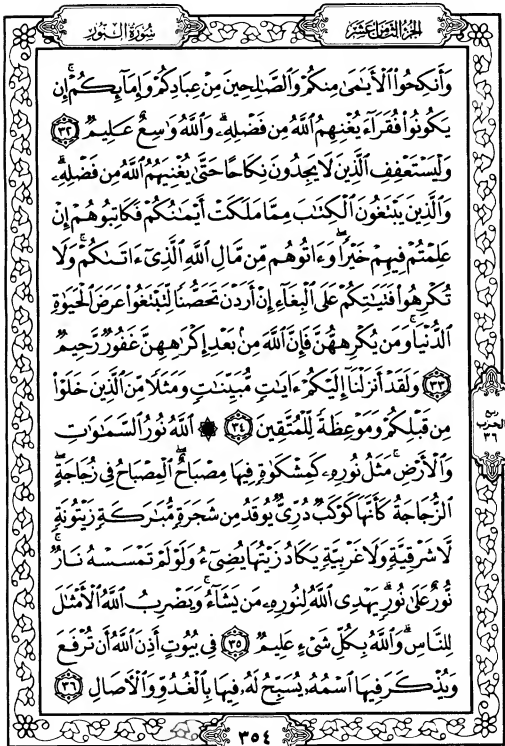 الجزء الثامن عشر
سورة النور
وَأَنكِحُوا۟ ٱلْأَيَـٰمَىٰ مِنكُمْ وَٱلصَّـٰلِحِينَ مِنْ عِبَادِكُمْ وَإِمَآئِكُمْ ۚ إِن
يَكُونُوا۟ فُقَرَآءَ يُغْنِهِمُ ٱللَّهُ مِن فَضْلِهِۦ ۗ وَٱللَّهُ وَٰسِعٌ عَلِيمٌ ٣٢
وَلْيَسْتَعْفِفِ ٱلَّذِينَ لَا يَجِدُونَ نِكَاحًا حَتَّىٰ يُغْنِيَهُمُ ٱللَّهُ مِن فَضْلِهِۦ ۗ
وَٱلَّذِينَ يَبْتَغُونَ ٱلْكِتَـٰبَ مِمَّا مَلَكَتْ أَيْمَـٰنُكُمْ فَكَاتِبُوهُمْ إِنْ
عَلِمْتُمْ فِيهِمْ خَيْرًا ۖ وَءَاتُوهُم مِّن مَّالِ ٱللَّهِ ٱلَّذِىٓ ءَاتَىٰكُمْ ۚ وَلَا
تُكْرِهُوا۟ فَتَيَـٰتِكُمْ عَلَى ٱلْبِغَآءِ إِنْ أَرَدْنَ تَحَصُّنًا لِّتَبْتَغُوا۟ عَرَضَ ٱلْحَيَوٰةِ
ٱلدُّنْيَا ۚ وَمَن يُكْرِههُّنَّ فَإِنَّ ٱللَّهَ مِنۢ بَعْدِ إِكْرَٰهِهِنَّ غَفُورٌ رَّحِيمٌ
٣٣ وَلَقَدْ أَنزَلْنَآ إِلَيْكُمْ ءَايَـٰتٍ مُّبَيِّنَـٰتٍ وَمَثَلًا مِّنَ ٱلَّذِينَ خَلَوْا۟
مِن قَبْلِكُمْ وَمَوْعِظَةً لِّلْمُتَّقِينَ ٣٤ ۞ ٱللَّهُ نُورُ ٱلسَّمَـٰوَٰتِ
وَٱلْأَرْضِ ۚ مَثَلُ نُورِهِۦ كَمِشْكَوٰةٍ فِيهَا مِصْبَاحٌ ۖ ٱلْمِصْبَاحُ فِى زُجَاجَةٍ ۖ
ٱلزُّجَاجَةُ كَأَنَّهَا كَوْكَبٌ دُرِّىٌّ يُوقَدُ مِن شَجَرَةٍ مُّبَـٰرَكَةٍ زَيْتُونَةٍ
لَّا شَرْقِيَّةٍ وَلَا غَرْبِيَّةٍ يَكَادُ زَيْتُهَا يُضِىٓءُ وَلَوْ لَمْ تَمْسَسْهُ نَارٌ ۚ
نُّورٌ عَلَىٰ نُورٍ ۗ يَهْدِى ٱللَّهُ لِنُورِهِۦ مَن يَشَآءُ ۚ وَيَضْرِبُ ٱللَّهُ ٱلْأَمْثَـٰلَ
لِلنَّاسِ ۗ وَٱللَّهُ بِكُلِّ شَىْءٍ عَلِيمٌ ٣٥ فِى بُيُوتٍ أَذِنَ ٱللَّهُ أَن تُرْفَعَ
وَيُذْكَرَ فِيهَا ٱسْمُهُۥ يُسَبِّحُ لَهُۥ فِيهَا بِٱلْغُدُوِّ وَٱلْـَٔاصَالِ ٣٦
ربع
الحزب
٣٦
٣٥٤